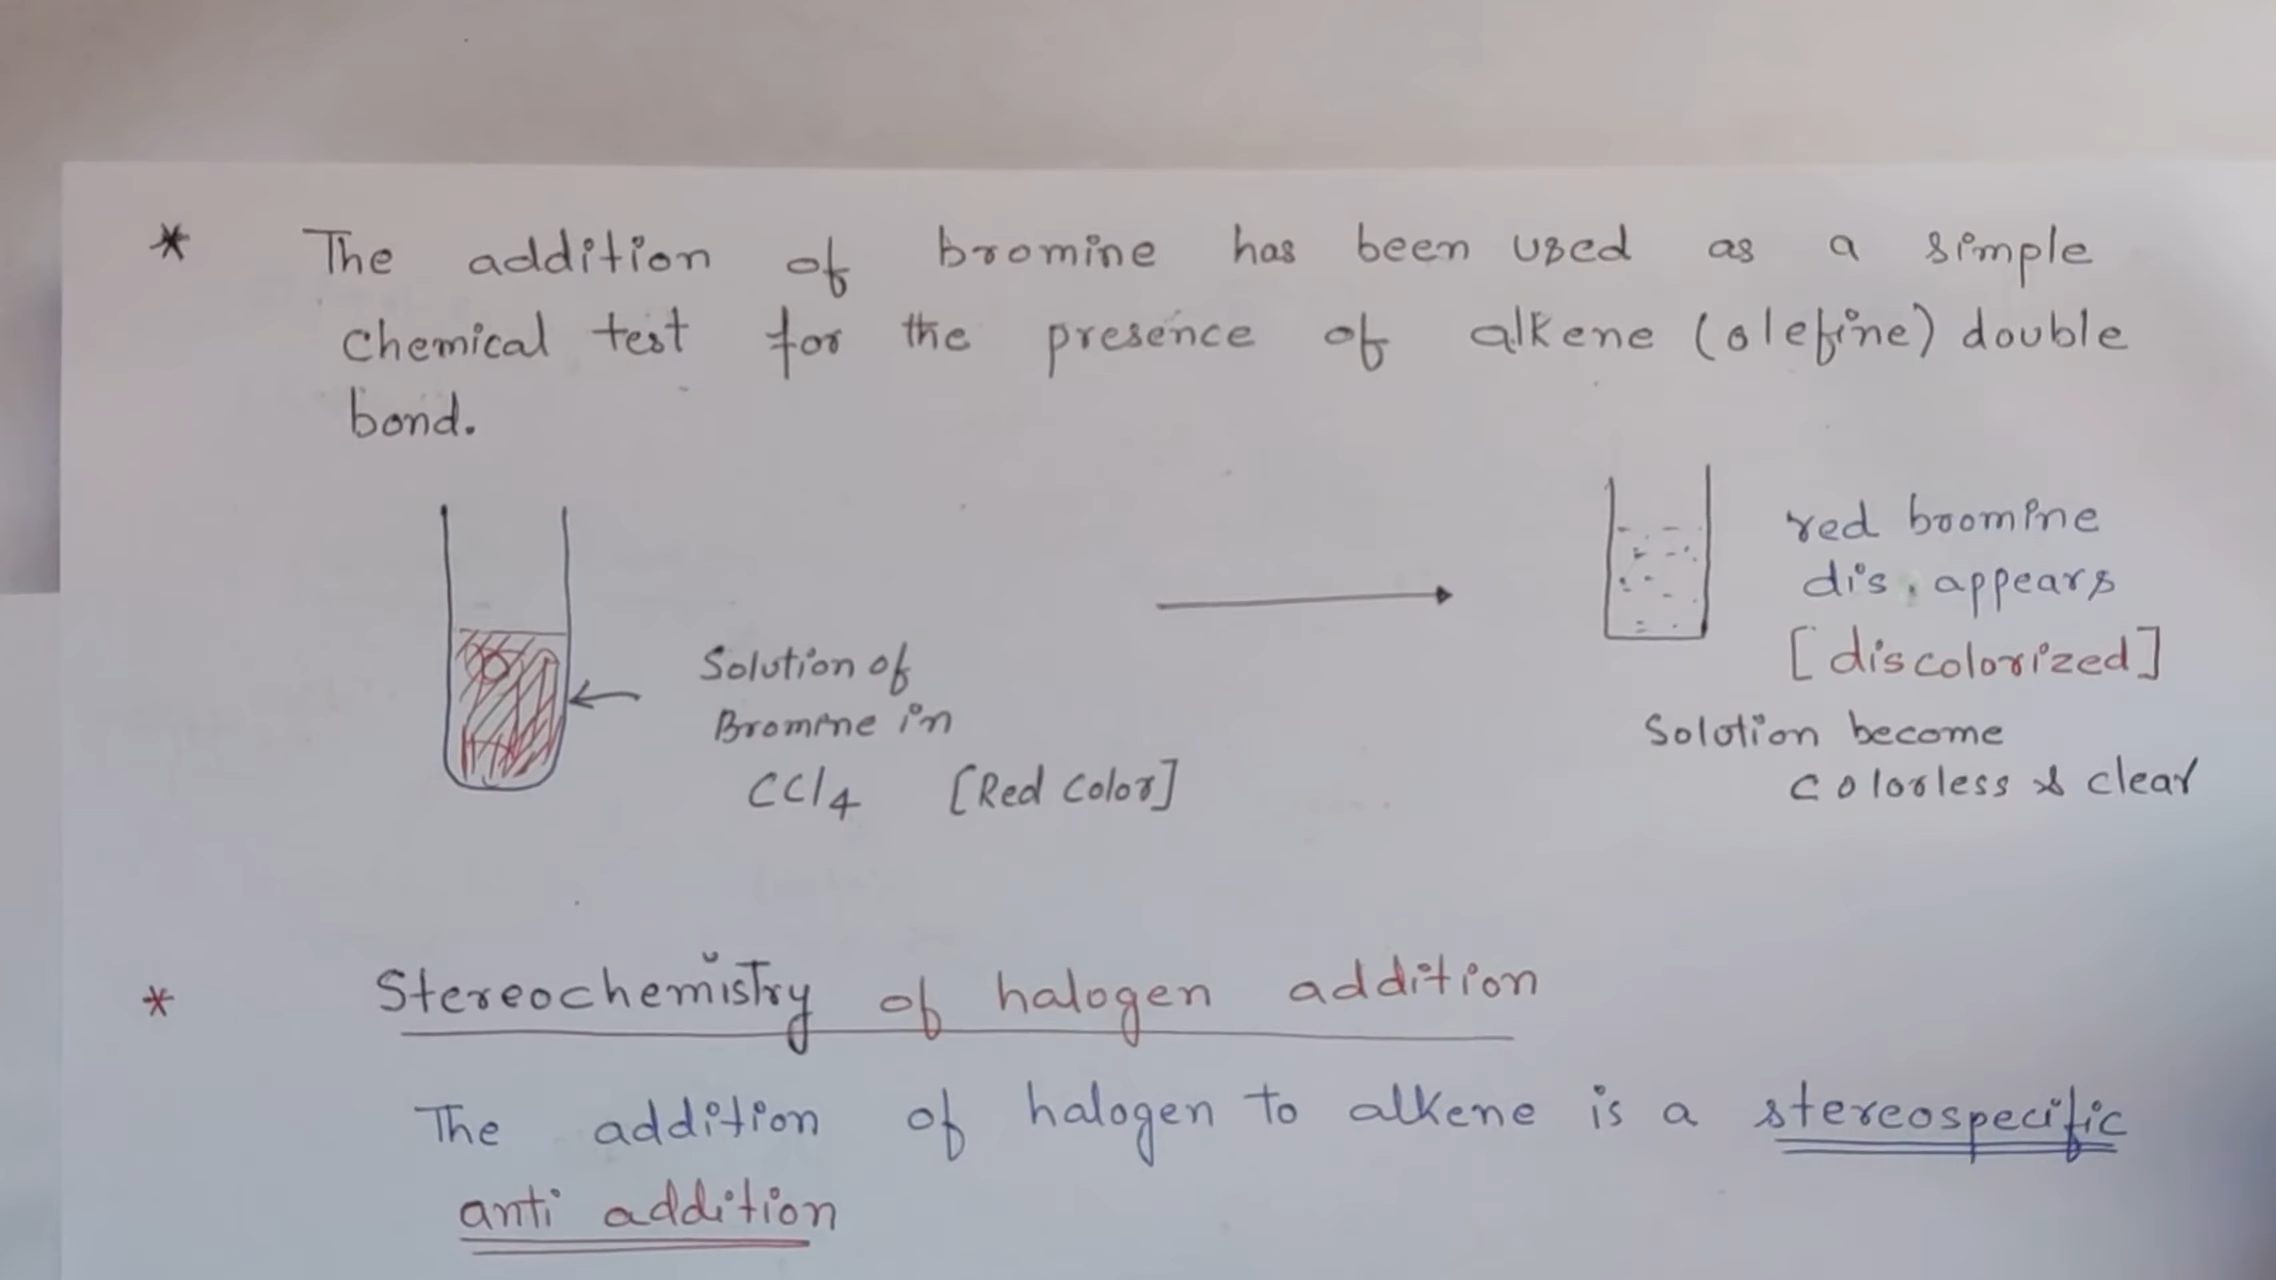 * The addition of bromine has been used as a simple
chemical test for the presence of alkene (olefine) double
bond.
Solution of
Bromine in
CCl4 [Red Color]
red bromine
dis,appears
[discolorized]
Solution become
colorless & clear
* Stereochemistry of halogen addition
The addition of halogen to alkene is a stereospecific
anti addition